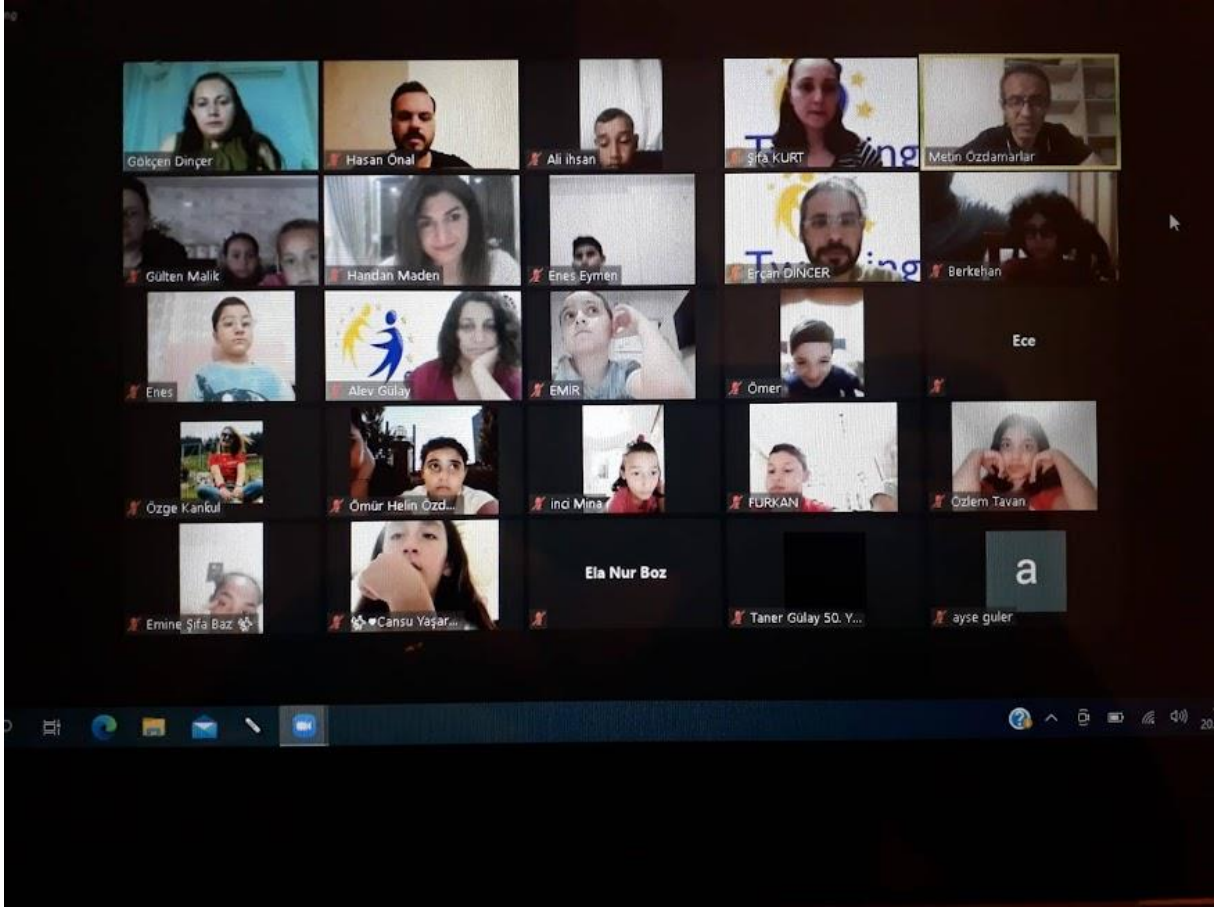 Gökçen Dinçer
Hasan Önal
Ali ihsan
Şifa KURT
Metin Özdamarlar
Gülten Malik
Handan Maden
Enes Eymen
Ercan DİNCER
Berkehan
Enes
Alev Gülay
EMİR
Ömer
Ece
Özge Kankul
Ömür Helin Özd...
inci Mina
FURKAN
Özlem Tavan
Emine Şifa Baz
Cansu Yaşar...
Ela Nur Boz
Taner Gülay 50. Y...
a
ayse guler
20.